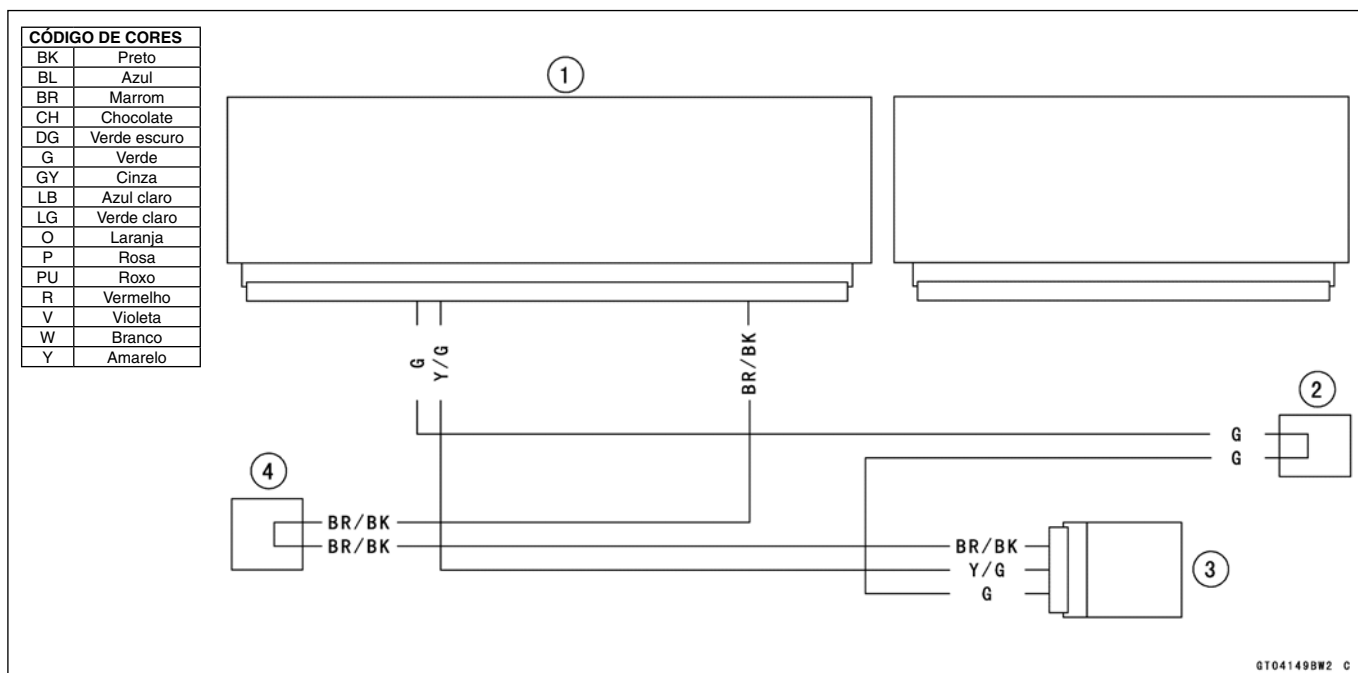 CÓDIGO DE CORES
BK Preto
BL Azul
BR Marrom
CH Chocolate
DG Verde escuro
G Verde
GY Cinza
LB Azul claro
LG Verde claro
O Laranja
P Rosa
PU Roxo
R Vermelho
V Violeta
W Branco
Y Amarelo
1
G
Y/G
BR/BK
2
G
G
4
BR/BK
BR/BK
BR/BK
Y/G
G
3
GT04149BW2 C